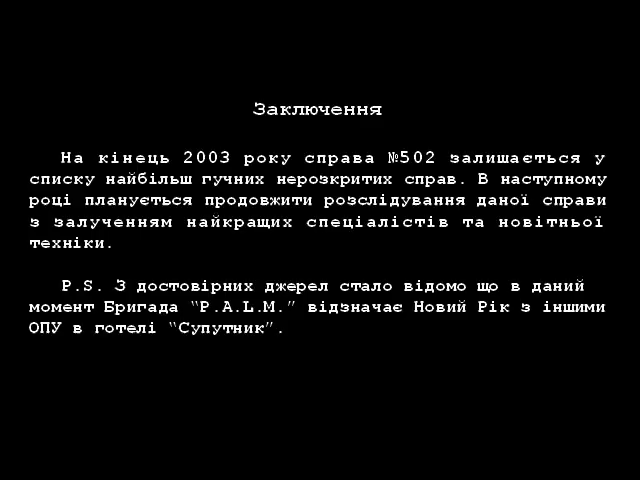 Заключення
На кінець 2003 року справа №502 залишається у
списку найбільш гучних нерозкритих справ. В наступному
році планується продовжити розслідування даної справи
з залученням найкращих спеціалістів та новітньої
техніки.
P.S. З достовірних джерел стало відомо що в даний
момент Бригада “P.A.L.M.” відзначає Новий Рік з іншими
ОПУ в готелі “Супутник”.